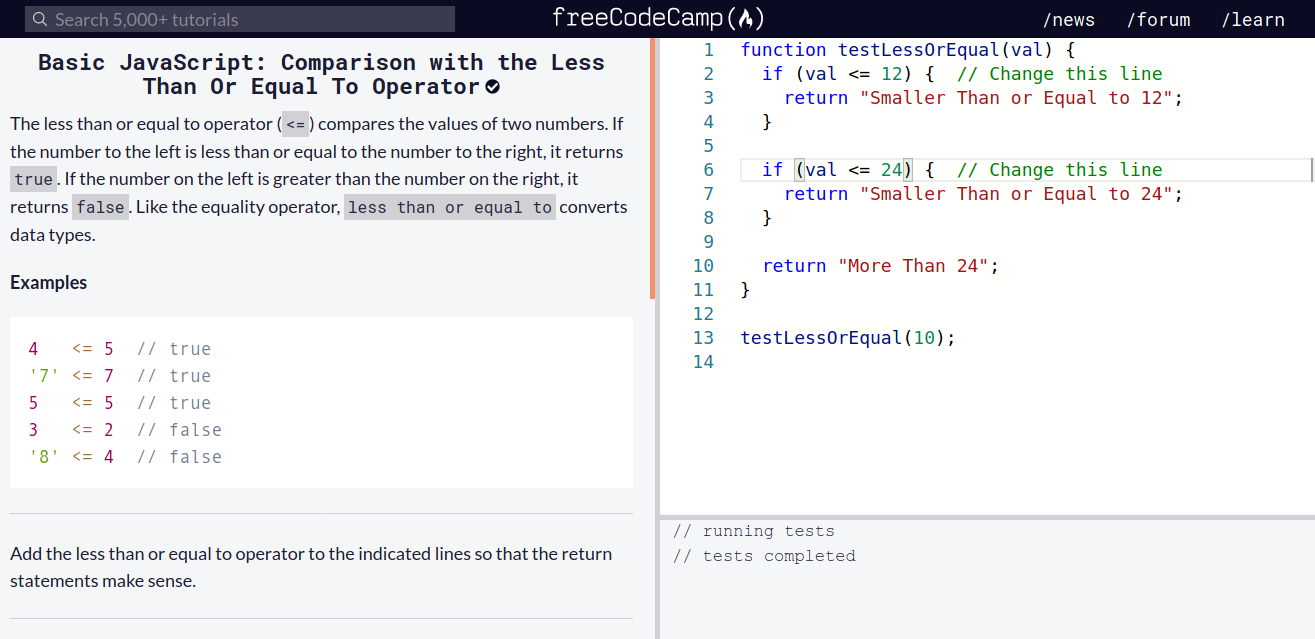 Search 5,000+ tutorials
freeCodeCamp(🔥)
/news /forum /learn
Basic JavaScript: Comparison with the Less
Than Or Equal To Operator
The less than or equal to operator ( <= ) compares the values of two numbers. If
the number to the left is less than or equal to the number to the right, it returns
true . If the number on the left is greater than the number on the right, it
returns false . Like the equality operator, less than or equal to converts
data types.
Examples
4   <= 5  // true
'7' <= 7  // true
5   <= 5  // true
3   <= 2  // false
'8' <= 4  // false
Add the less than or equal to operator to the indicated lines so that the return
statements make sense.
1 function testLessOrEqual(val) {
2   if (val <= 12) {  // Change this line
3     return "Smaller Than or Equal to 12";
4   }
5
6   if (val <= 24) {  // Change this line
7     return "Smaller Than or Equal to 24";
8   }
9
10   return "More Than 24";
11 }
12
13 testLessOrEqual(10);
14
// running tests
// tests completed